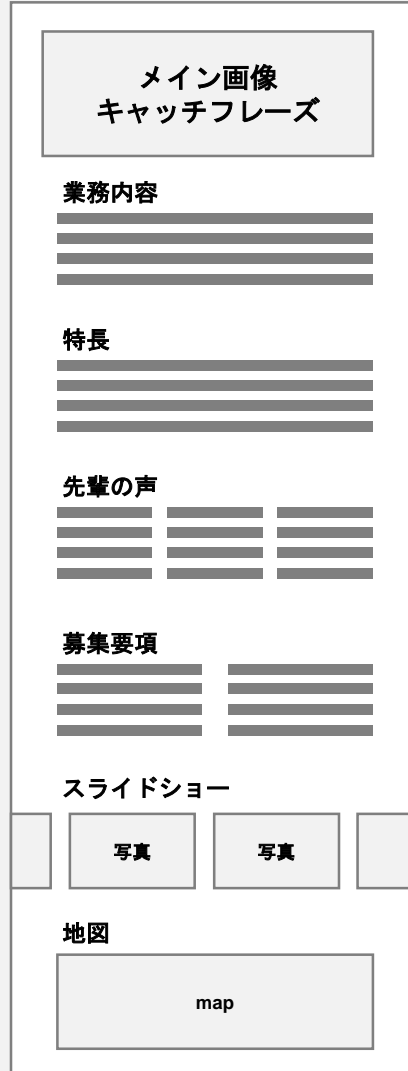 メイン画像
キャッチフレーズ
業務内容
特長
先輩の声
募集要項
スライドショー
写真
写真
地図
map